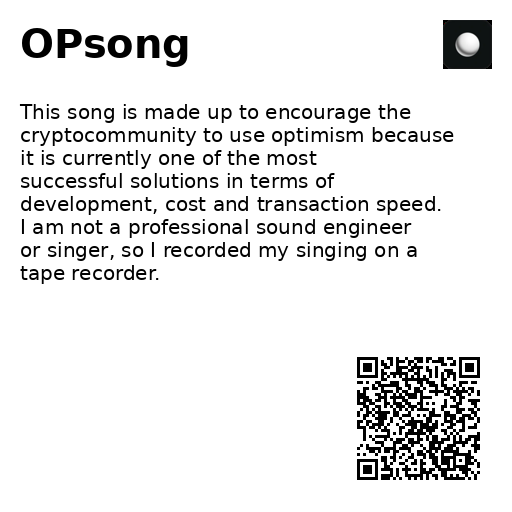 OPsong
This song is made up to encourage the
cryptocommunity to use optimism because
it is currently one of the most
successful solutions in terms of
development, cost and transaction speed.
I am not a professional sound engineer
or singer, so I recorded my singing on a
tape recorder.